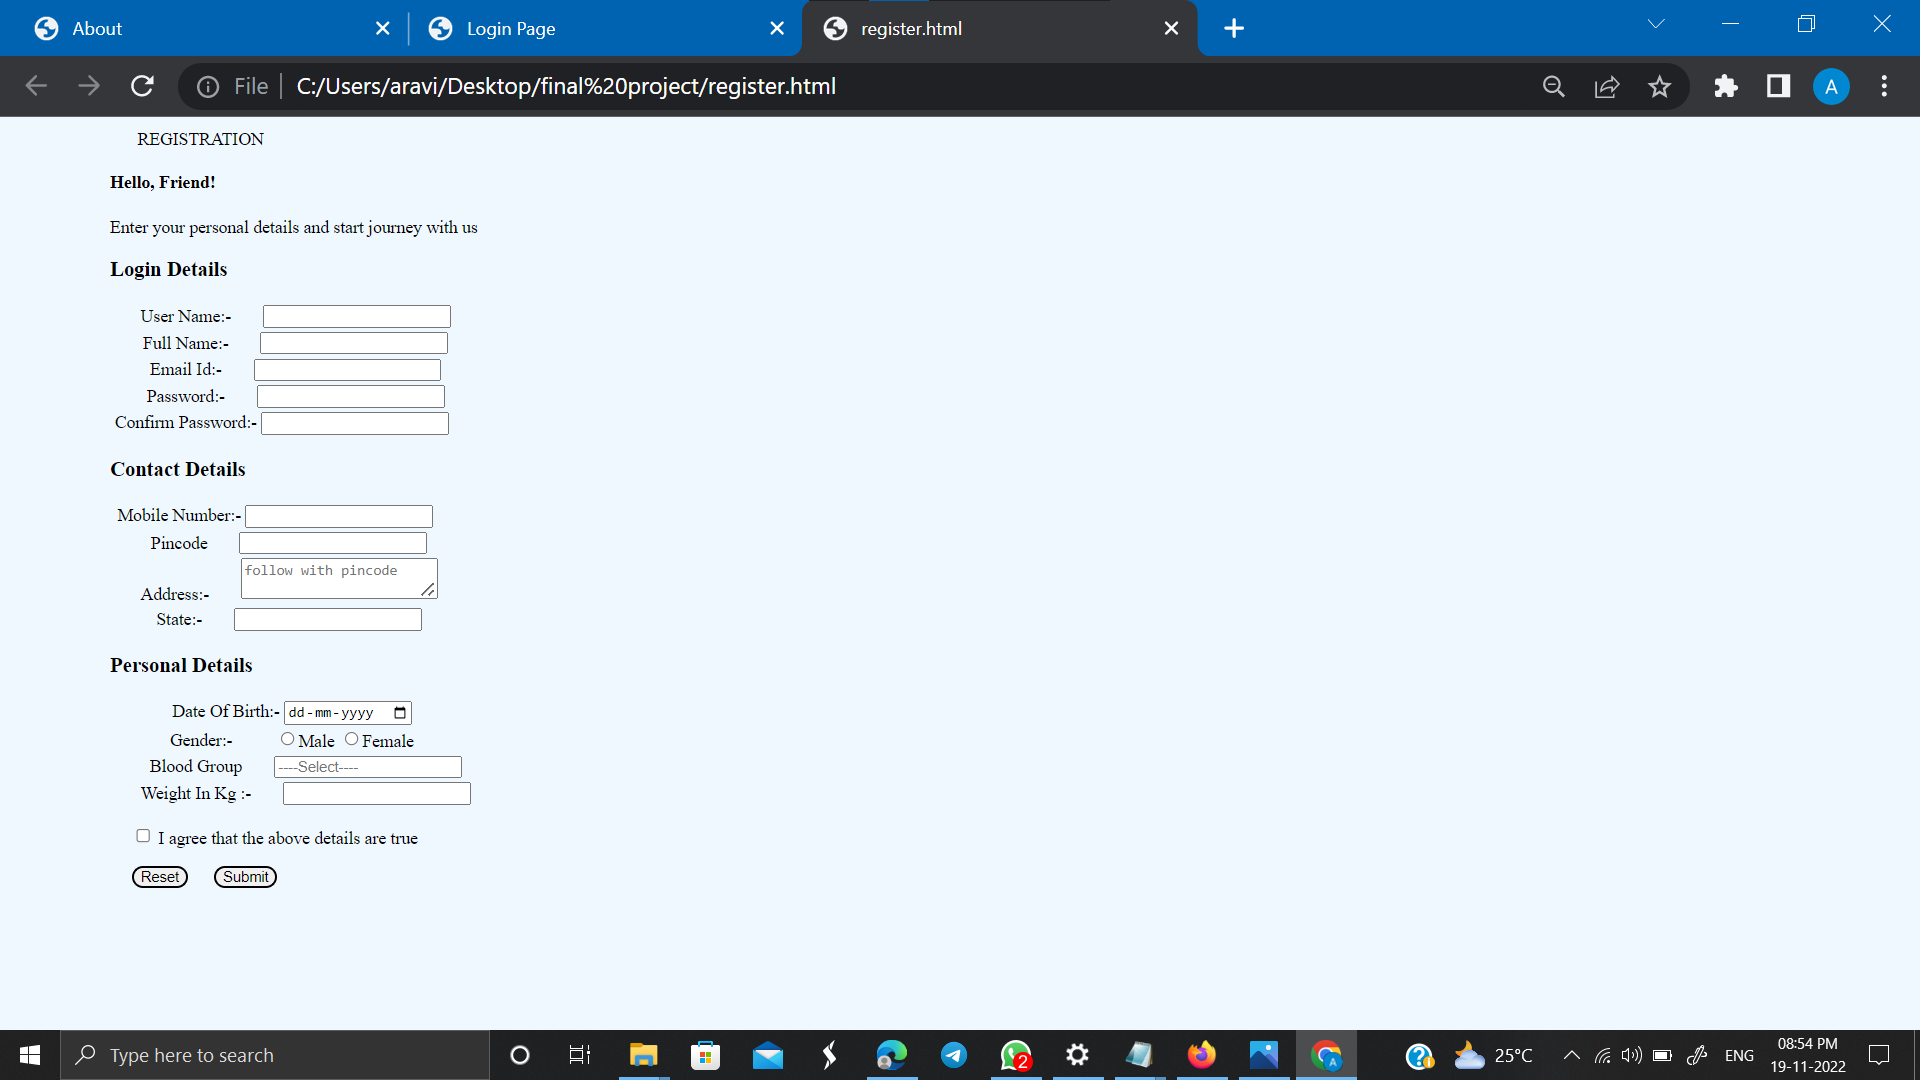 About
Login Page
register.html
File
C:/Users/aravi/Desktop/final%20project/register.html
A
REGISTRATION
Hello, Friend!
Enter your personal details and start journey with us
Login Details
User Name:-
Full Name:-
Email Id:-
Password:-
Confirm Password:-
Contact Details
Mobile Number:-
Pincode
follow with pincode
Address:-
State:-
Personal Details
Date Of Birth:- dd-mm-yyyy
Gender:- Male Female
Blood Group ----Select----
Weight In Kg :-
I agree that the above details are true
Reset Submit
Type here to search
2
A
25°C
ENG
08:54 PM
19-11-2022